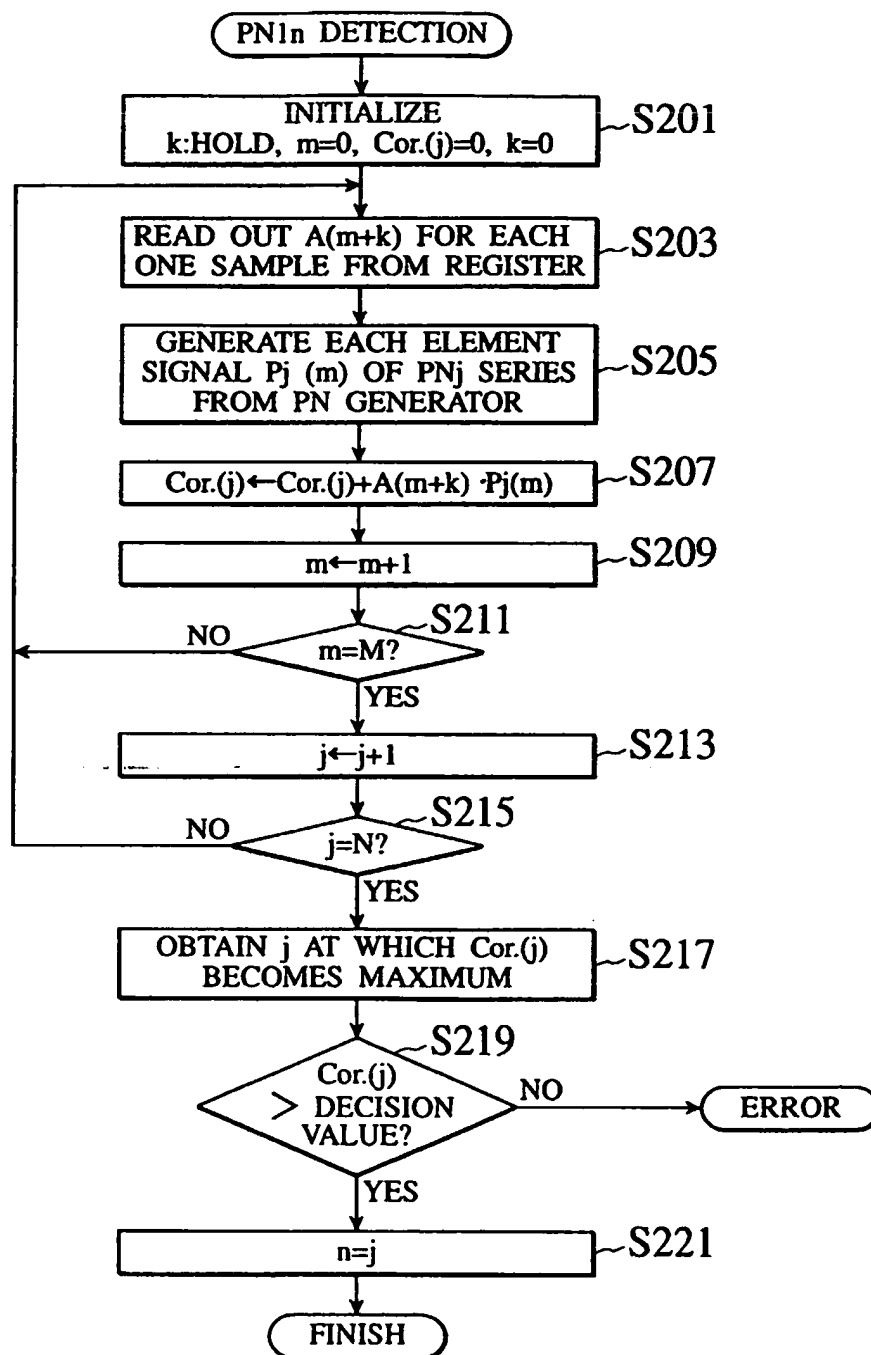 PN1n DETECTION
INITIALIZE
k:HOLD, m=0, Cor.(j)=0, k=0
S201
READ OUT A(m+k) FOR EACH
ONE SAMPLE FROM REGISTER
S203
GENERATE EACH ELEMENT
SIGNAL Pj (m) OF PNj SERIES
FROM PN GENERATOR
S205
Cor.(j)←Cor.(j)+A(m+k) ·Pj(m)
S207
m←m+1
S209
S211
NO
m=M?
YES
j←j+1
S213
S215
NO
j=N?
YES
OBTAIN j AT WHICH Cor.(j)
BECOMES MAXIMUM
S217
S219
Cor.(j)
> DECISION
VALUE?
NO
ERROR
YES
n=j
S221
FINISH